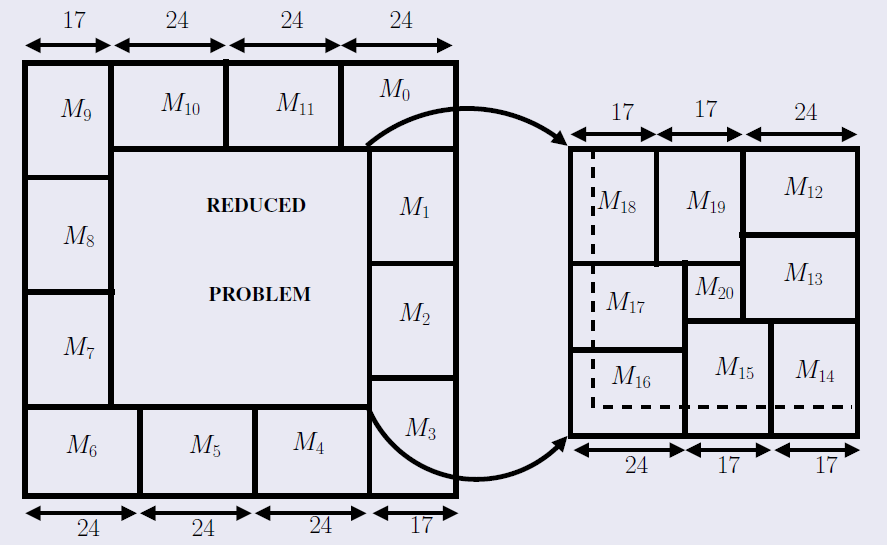 17 24 24 24
M₉ M₁₀ M₁₁ M₀
17 17 24
M₁₈ M₁₉ M₁₂
REDUCED
M₈ M₁
M₁₃
PROBLEM
M₁₇ M₂₀
M₂
M₇
M₁₆ M₁₅ M₁₄
M₆ M₅ M₄ M₃
24 17 17
24 24 24 17